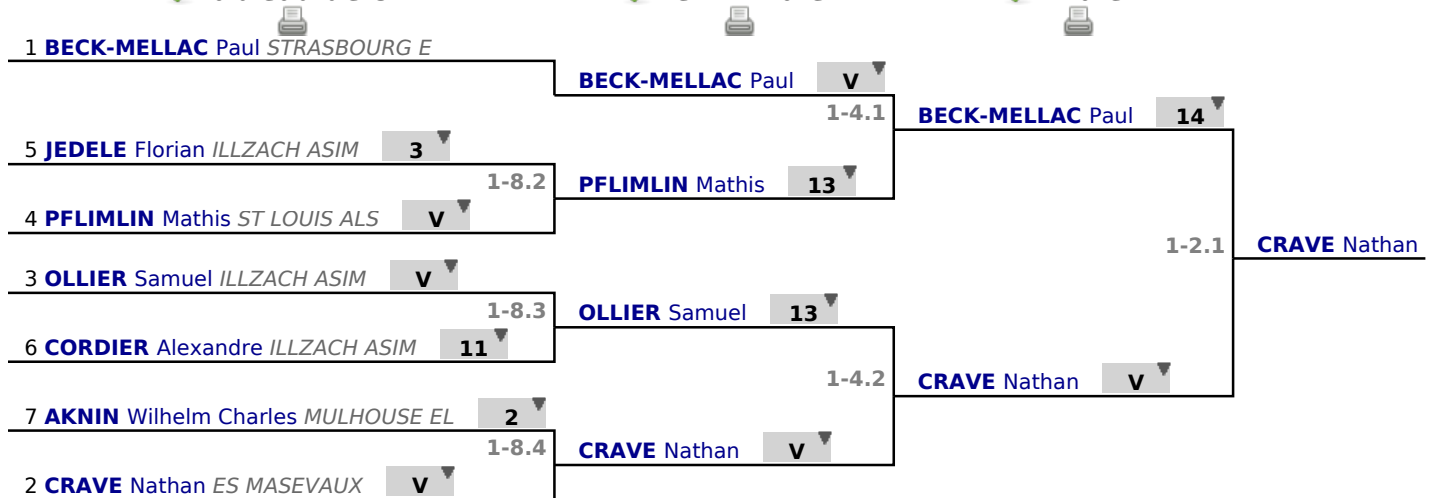 1 BECK-MELLAC Paul STRASBOURG E
BECK-MELLAC Paul V
1-4.1
BECK-MELLAC Paul 14
5 JEDELE Florian ILLZACH ASIM 3
1-8.2
PFLIMLIN Mathis 13
4 PFLIMLIN Mathis ST LOUIS ALS V
1-2.1
CRAVE Nathan
3 OLLIER Samuel ILLZACH ASIM V
1-8.3
OLLIER Samuel 13
6 CORDIER Alexandre ILLZACH ASIM 11
1-4.2
CRAVE Nathan V
7 AKNIN Wilhelm Charles MULHOUSE EL 2
1-8.4
CRAVE Nathan V
2 CRAVE Nathan ES MASEVAUX V